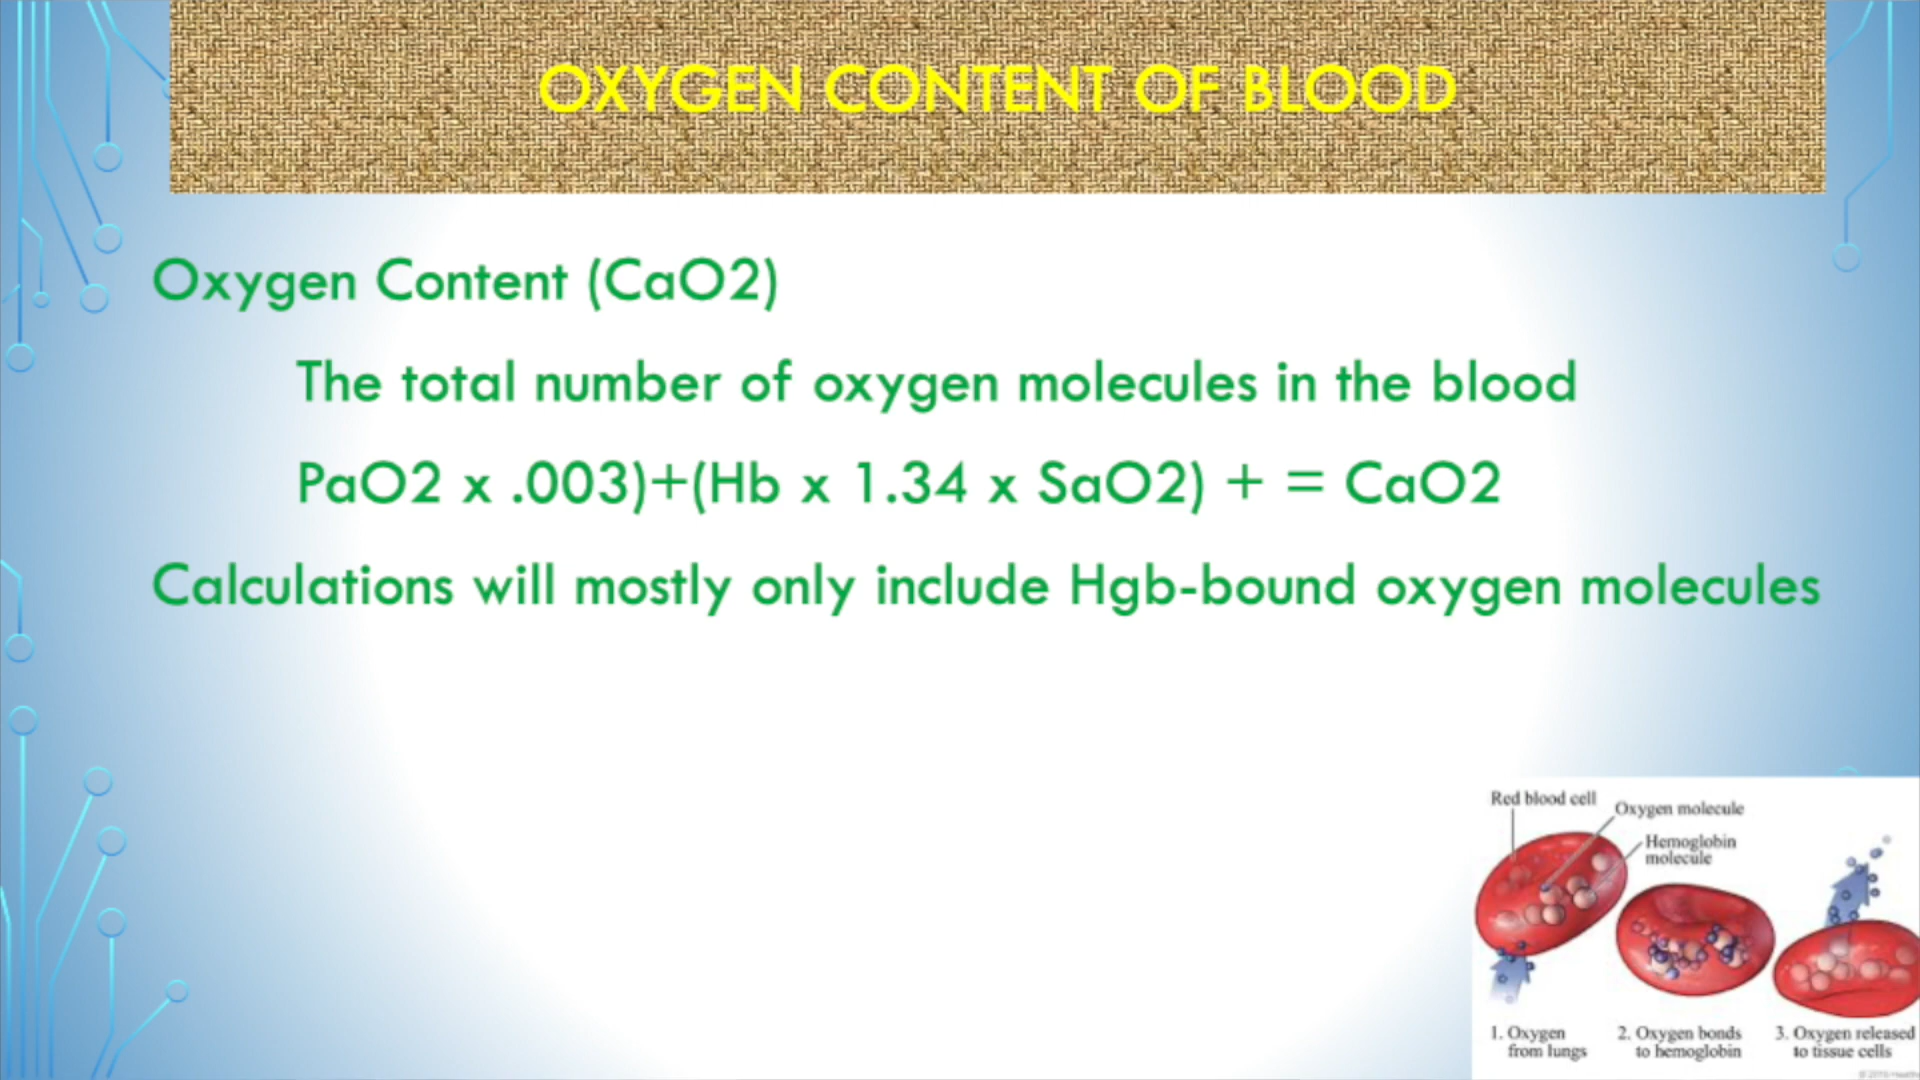 OXYGEN CONTENT OF BLOOD
Oxygen Content (CaO2)
The total number of oxygen molecules in the blood
PaO2 x .003)+(Hb x 1.34 x SaO2) + = CaO2
Calculations will mostly only include Hgb-bound oxygen molecules
Red blood cell
Oxygen molecule
Hemoglobin
molecule
1. Oxygen
from lungs
2. Oxygen bonds
to hemoglobin
3. Oxygen released
to tissue cells